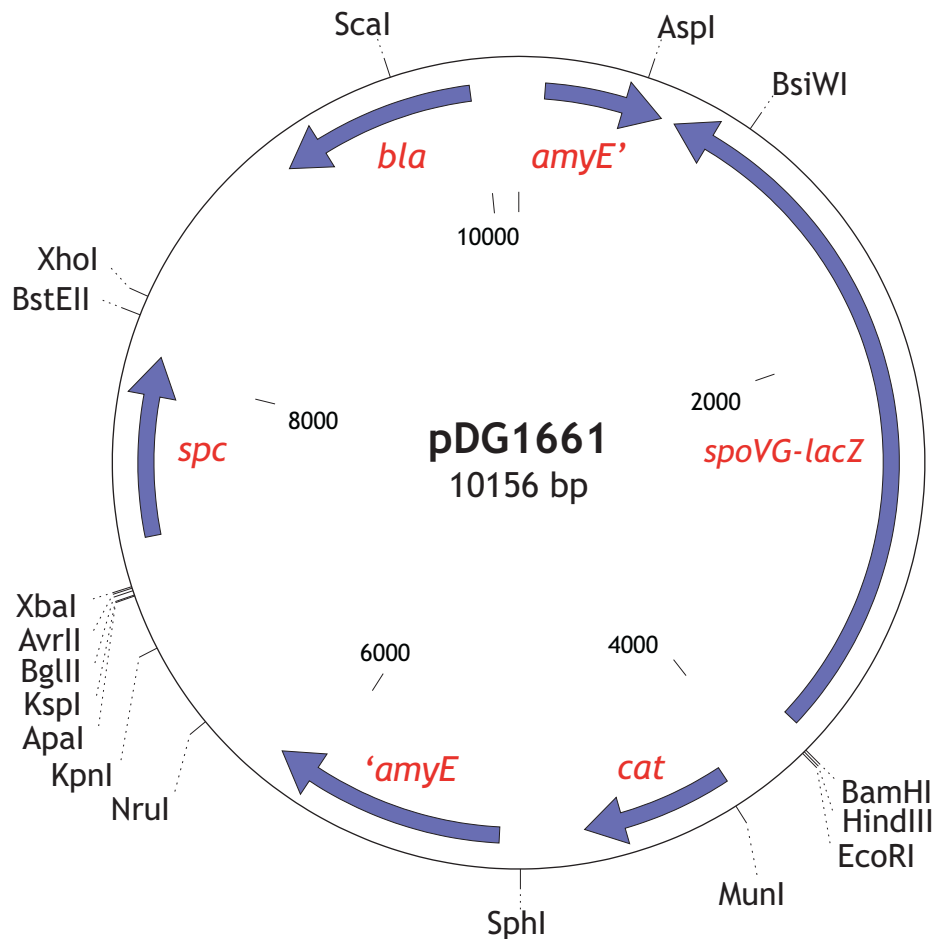 ScaI
AspI
BsiWI
bla
amyE’
10000
XhoI
BstEII
2000
8000
pDG1661
10156 bp
spc
spoVG-lacZ
XbaI
AvrII
BglII
KspI
ApaI
KpnI
NruI
6000
4000
‘amyE
cat
BamHI
HindIII
EcoRI
MunI
SphI